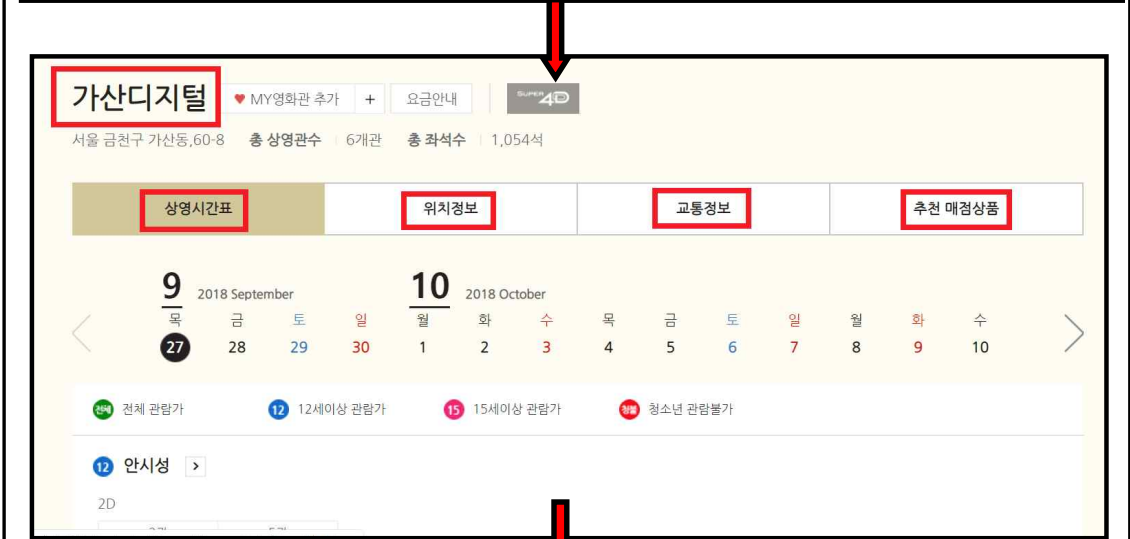 가산디지털 MY영화관 추가 + 요금안내 SUPER 4D
서울 금천구 가산동,60-8 총 상영관수 6개관 총 좌석수 1,054석
상영시간표 위치정보 교통정보 추천 매점상품
9 2018 September 10 2018 October
목 금 토 일 월 화 수 목 금 토 일 월 화 수
27 28 29 30 1 2 3 4 5 6 7 8 9 10
전체 전체 관람가 12 12세이상 관람가 15 15세이상 관람가 청불 청소년 관람불가
12 안시성 >
2D